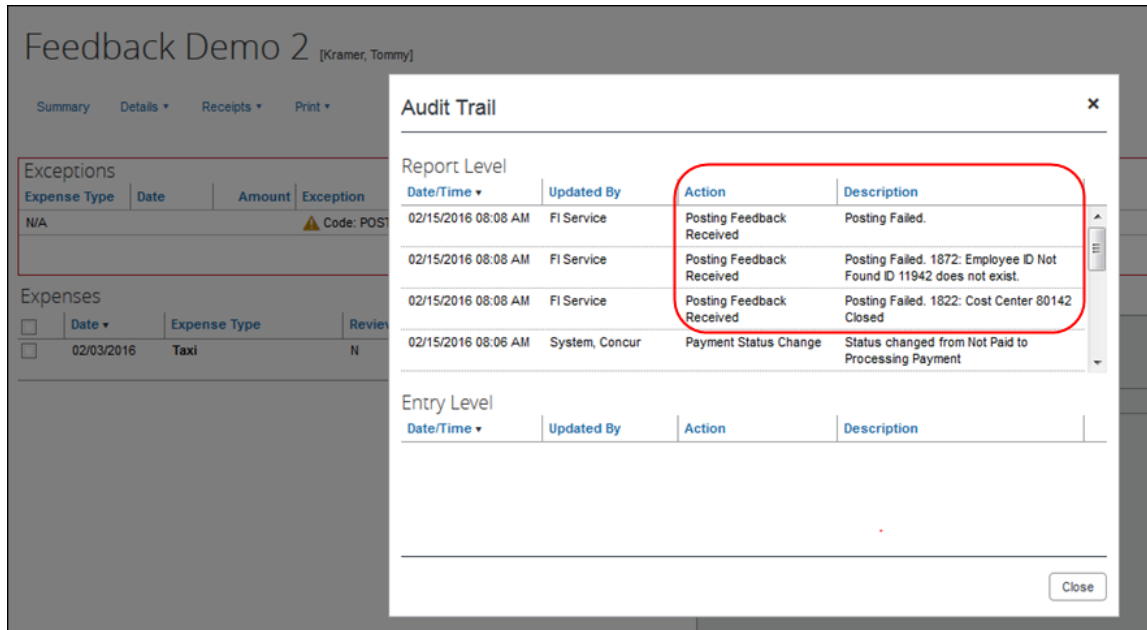 Feedback Demo 2 [Kramer, Tommy]
Summary Details Receipts Print
Exceptions
Expense Type Date Amount Exception
N/A Code: POST
Expenses
Date Expense Type Review
02/03/2016 Taxi N
Audit Trail ×
Report Level
Date/Time Updated By Action Description
02/15/2016 08:08 AM FI Service Posting Feedback Posting Failed.
Received
02/15/2016 08:08 AM FI Service Posting Feedback Posting Failed. 1872: Employee ID Not
Received Found ID 11942 does not exist.
02/15/2016 08:08 AM FI Service Posting Feedback Posting Failed. 1822: Cost Center 80142
Received Closed
02/15/2016 08:06 AM System, Concur Payment Status Change Status changed from Not Paid to
Processing Payment
Entry Level
Date/Time Updated By Action Description
Close